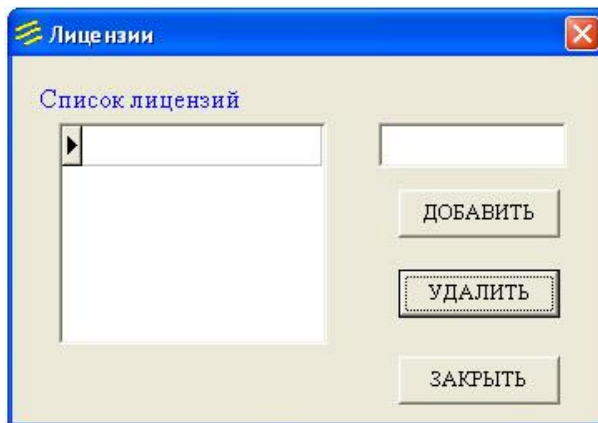 Лицензии
Список лицензий
ДОБАВИТЬ
УДАЛИТЬ
ЗАКРЫТЬ